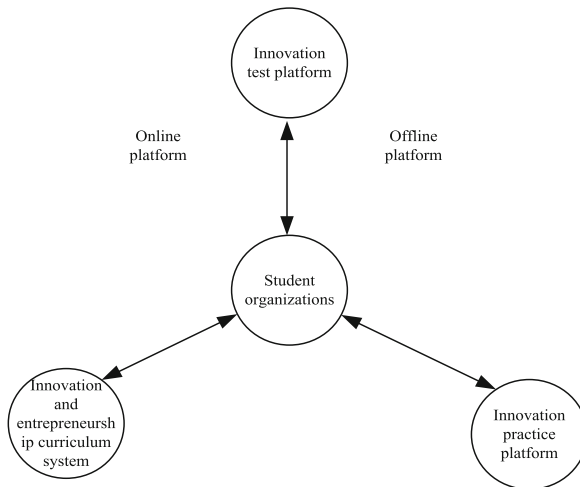 Innovation
test platform
Online
platform
Offline
platform
Student
organizations
Innovation
and
entrepreneursh
ip curriculum
system
Innovation
practice
platform